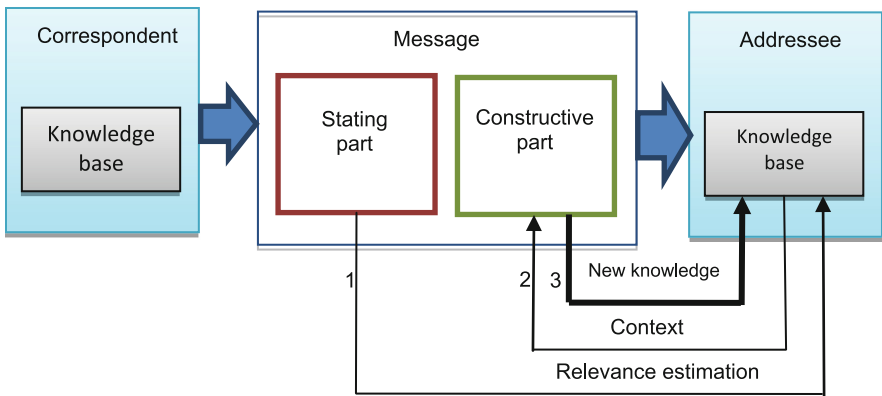 Correspondent
Knowledge
base
Message
Stating
part
Constructive
part
Addressee
Knowledge
base
1
2
3
New knowledge
Context
Relevance estimation